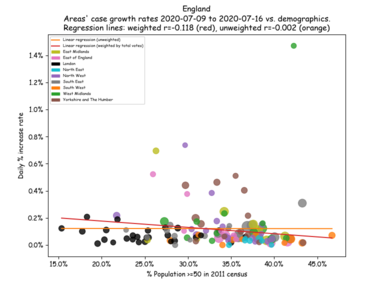 England
Areas' case growth rates 2020-07-09 to 2020-07-16 vs. demographics.
Regression lines: weighted r=-0.118 (red), unweighted r=-0.002 (orange)
Linear regression (unweighted)
Linear regression (weighted by total votes)
East Midlands
East of England
London
North East
North West
South East
South West
West Midlands
Yorkshire and The Humber
Daily % increase rate
1.4%
1.2%
1.0%
0.8%
0.6%
0.4%
0.2%
0.0%
15.0% 20.0% 25.0% 30.0% 35.0% 40.0% 45.0%
% Population >=50 in 2011 census